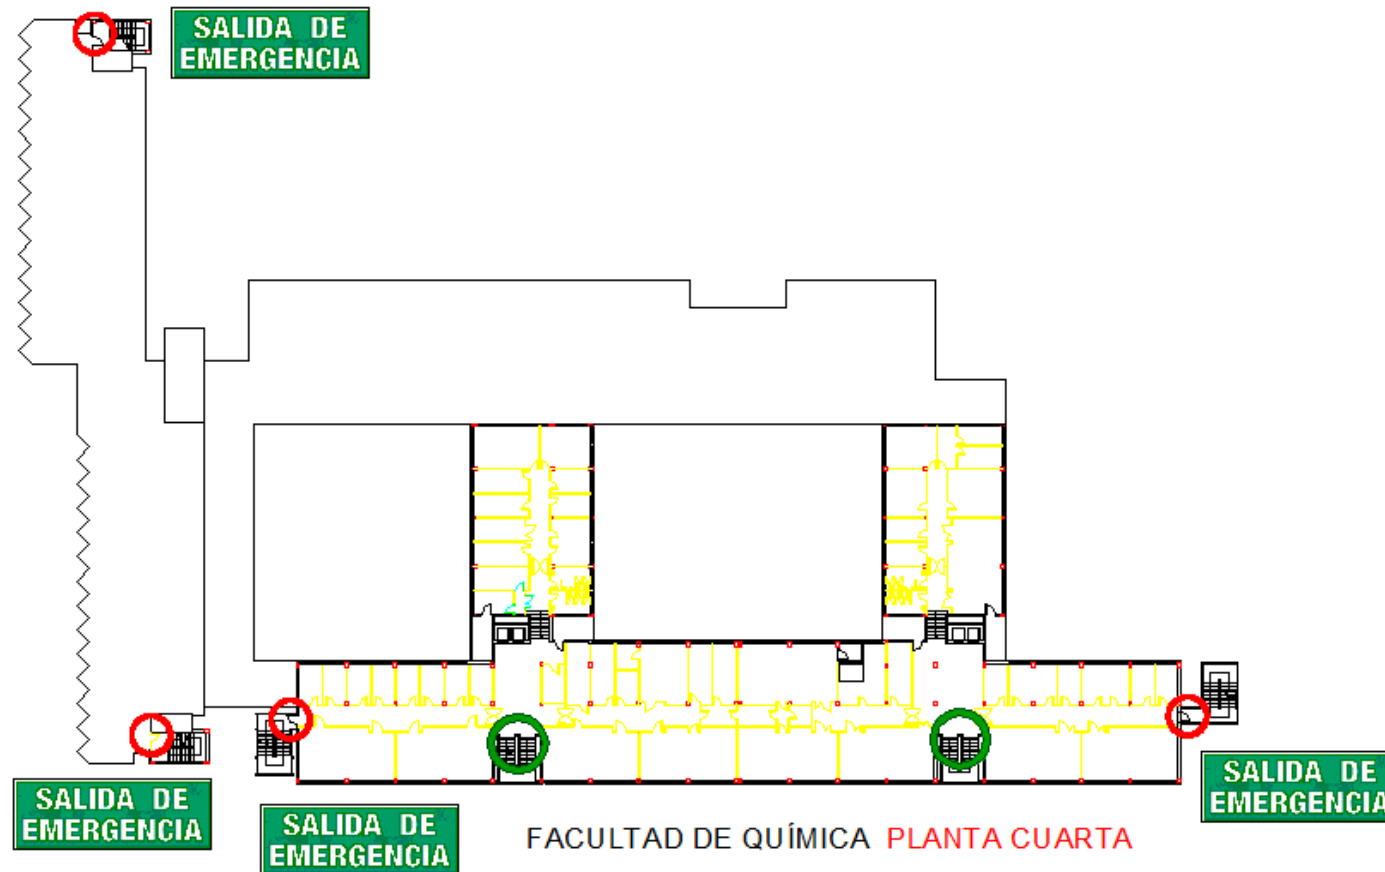 SALIDA DE
EMERGENCIA
SALIDA DE
EMERGENCIA
SALIDA DE
EMERGENCIA
SALIDA DE
EMERGENCIA
FACULTAD DE QUÍMICA PLANTA CUARTA